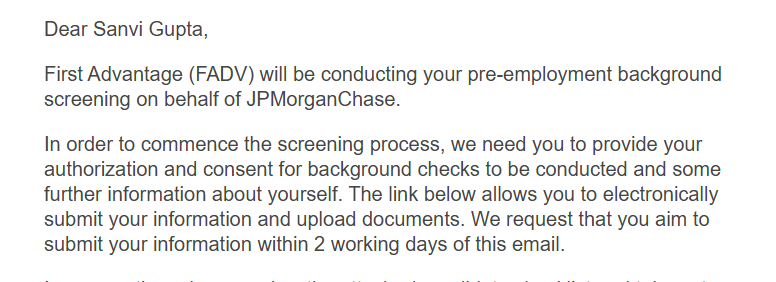 Dear Sanvi Gupta,
First Advantage (FADV) will be conducting your pre-employment background
screening on behalf of JPMorganChase.
In order to commence the screening process, we need you to provide your
authorization and consent for background checks to be conducted and some
further information about yourself. The link below allows you to electronically
submit your information and upload documents. We request that you aim to
submit your information within 2 working days of this email.